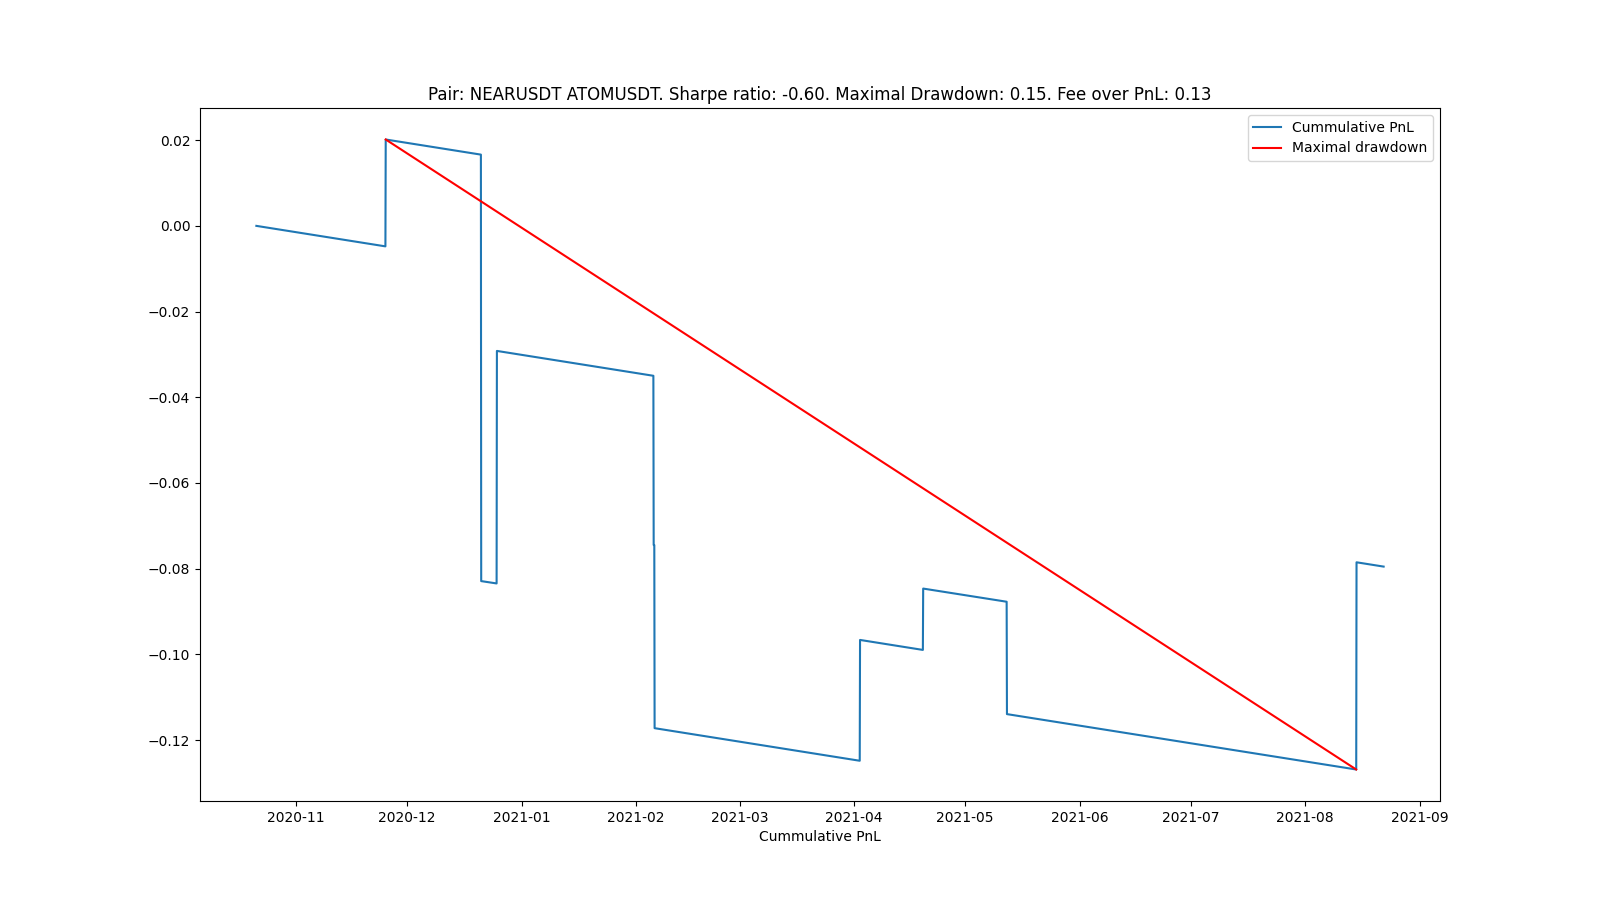 Pair: NEARUSDT ATOMUSDT. Sharpe ratio: -0.60. Maximal Drawdown: 0.15. Fee over PnL: 0.13
Cummulative PnL
Maximal drawdown
0.02
0.00
−0.02
−0.04
−0.06
−0.08
−0.10
−0.12
2020-11 2020-12 2021-01 2021-02 2021-03 2021-04 2021-05 2021-06 2021-07 2021-08 2021-09
Cummulative PnL